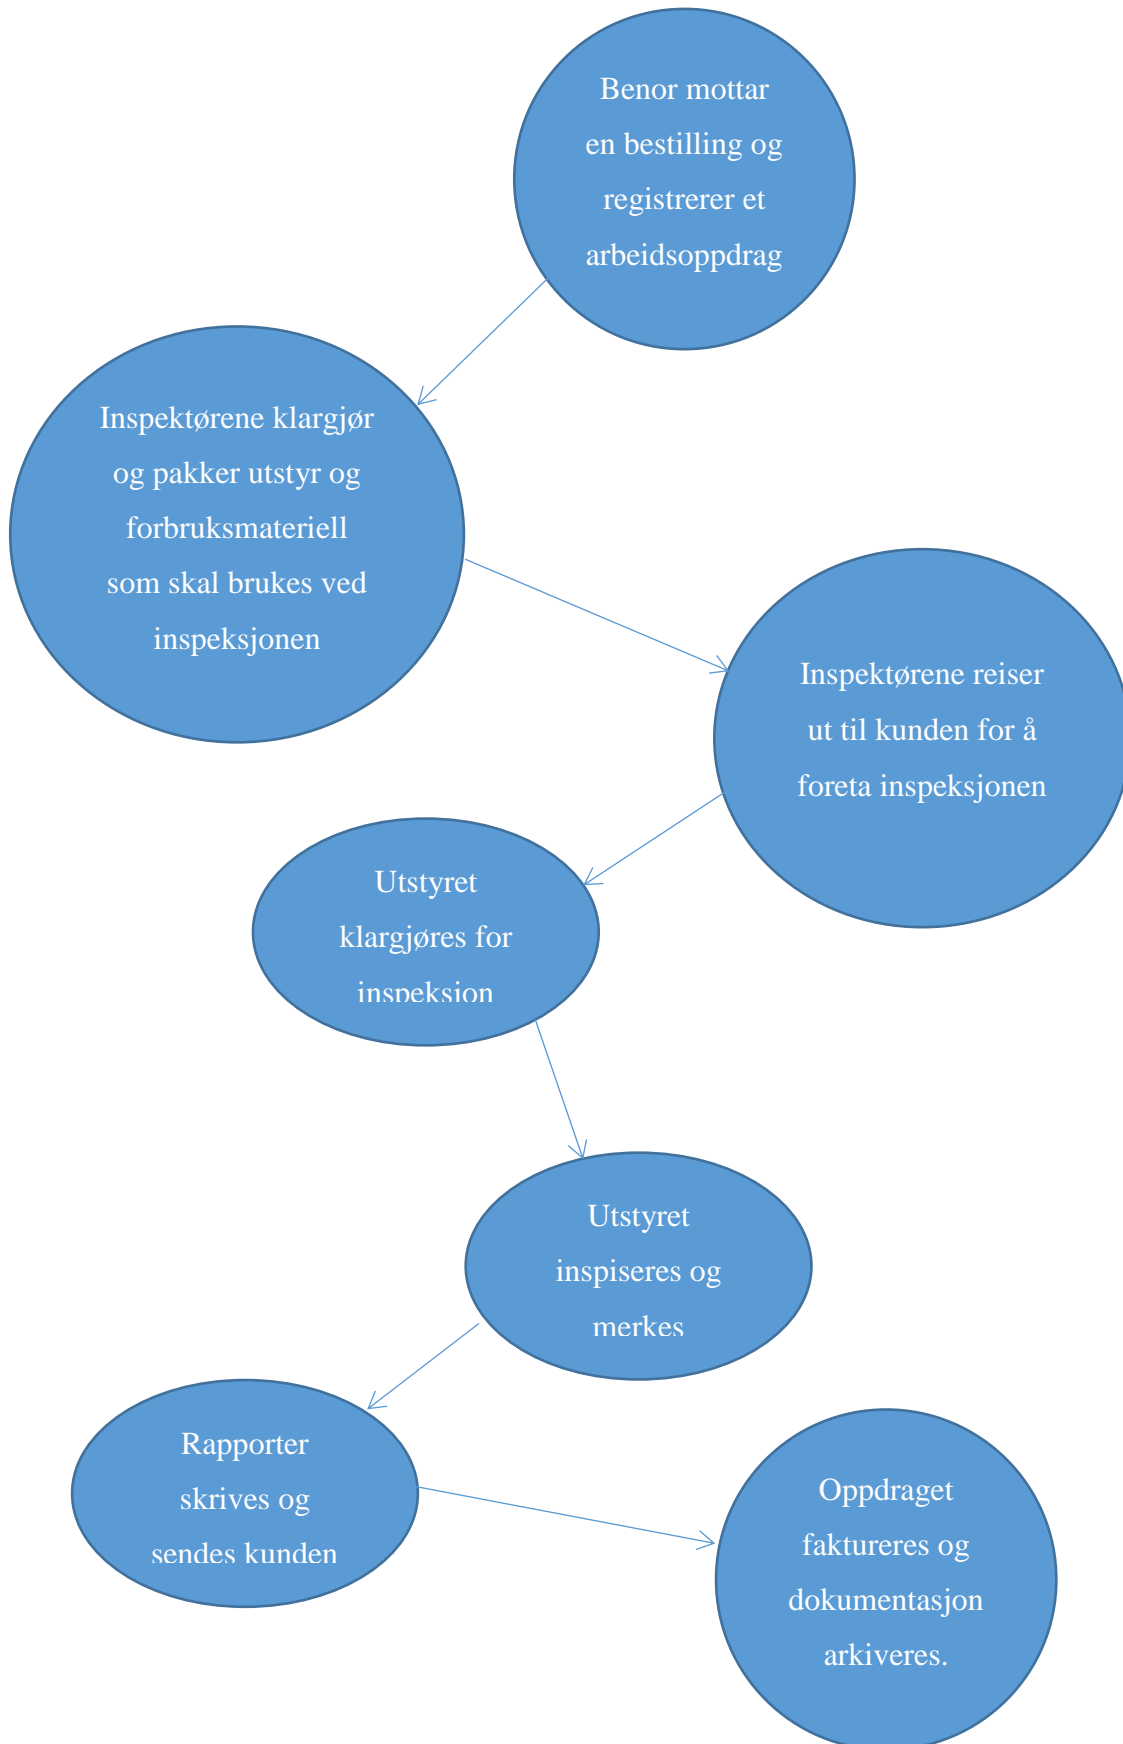 Benor mottar
en bestilling og
registrerer et
arbeidsoppdrag
Inspektørene klargjør
og pakker utstyr og
forbruksmateriell
som skal brukes ved
inspeksjonen
Inspektørene reiser
ut til kunden for å
foreta inspeksjonen
Utstyret
klargjøres for
inspeksjon
Utstyret
inspiseres og
merkes
Rapporter
skrives og
sendes kunden
Oppdraget
faktureres og
dokumentasjon
arkiveres.